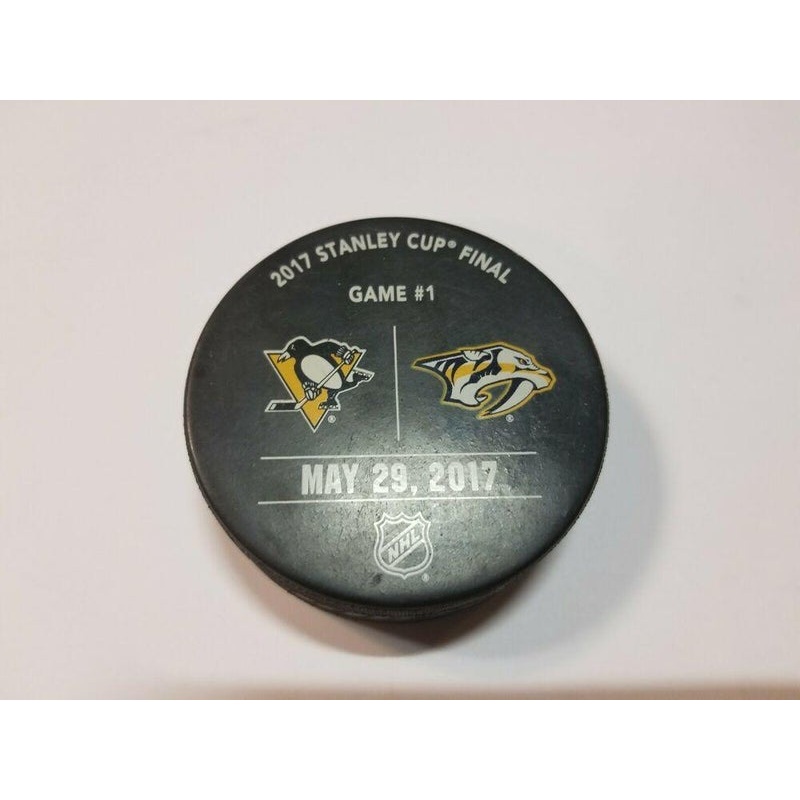 2017 STANLEY CUP® FINAL
GAME #1
® ®
MAY 29, 2017
NHL ®